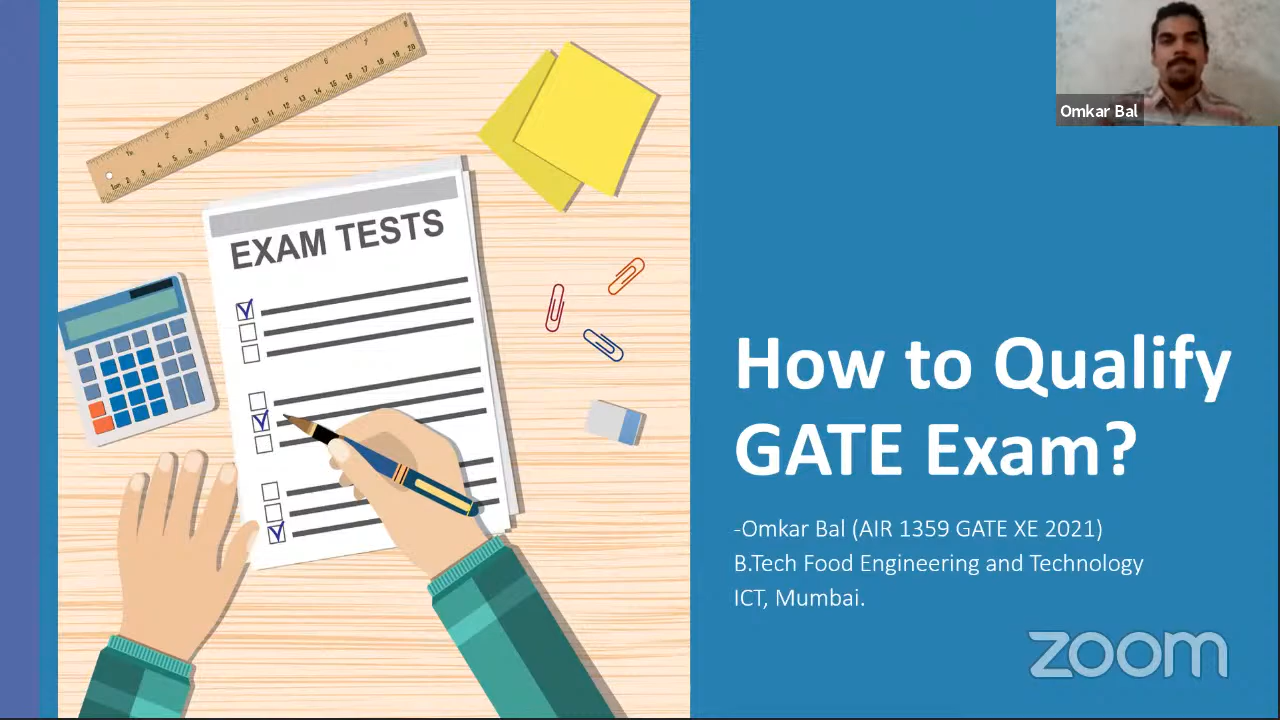 Omkar Bal
EXAM TESTS
How to Qualify
GATE Exam?
-Omkar Bal (AIR 1359 GATE XE 2021)
B.Tech Food Engineering and Technology
ICT, Mumbai.
zoom